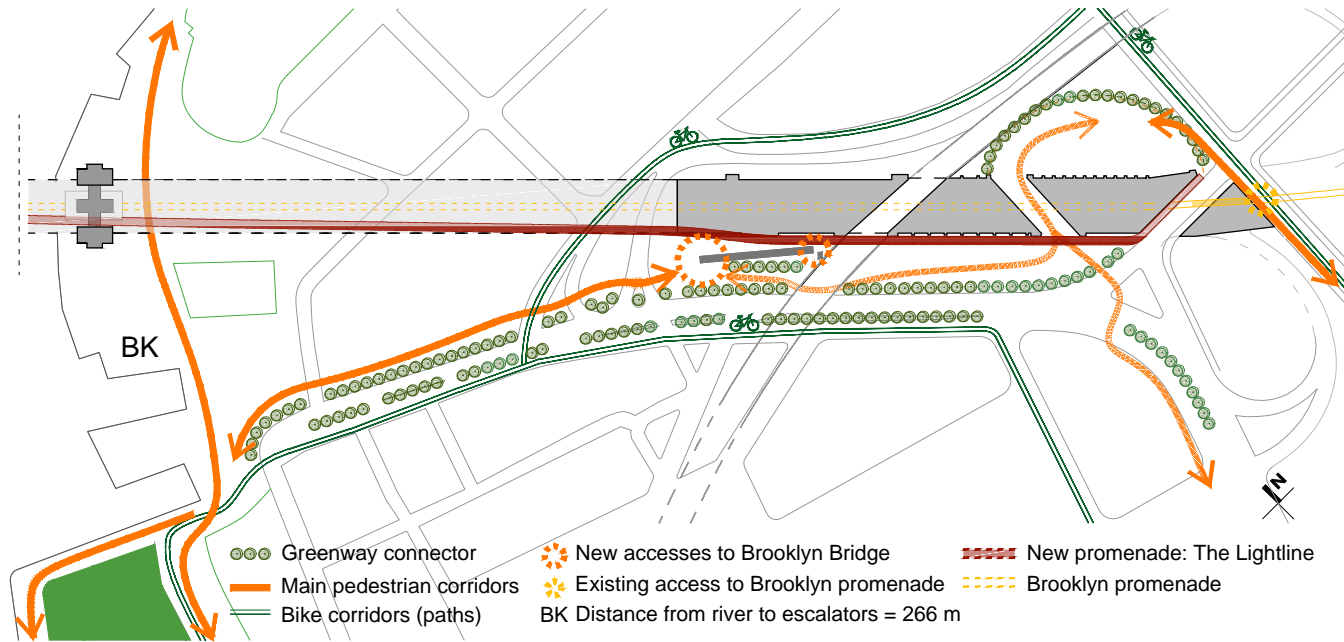 BK
N
Greenway connector
New accesses to Brooklyn Bridge
New promenade: The Lightline
Main pedestrian corridors
Existing access to Brooklyn promenade
Brooklyn promenade
Bike corridors (paths)
BK Distance from river to escalators = 266 m